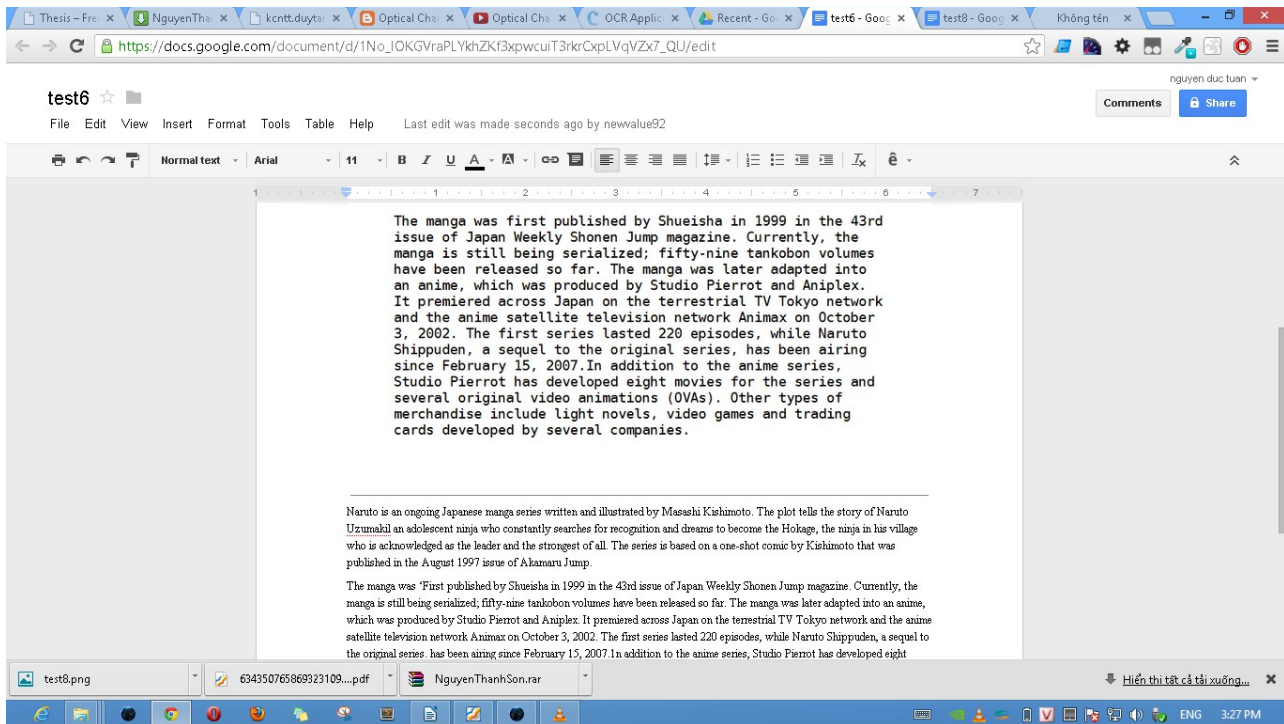 Thesis – Fre
NguyenTha
kcntt.duytar
Optical Cha
Optical Cha
OCR Applic
Recent - Go
test6 - Goog
test8 - Goog
Không tên
https://docs.google.com/document/d/1No_IOKGVraPLYkhZKf3xpwcuiT3rkrCxpLVqVZx7_QU/edit
nguyen duc tuan
test6
Comments
Share
File Edit View Insert Format Tools Table Help Last edit was made seconds ago by newvalue92
Normal text Arial 11 B I U A A ê
1 1 2 3 4 5 6 7
The manga was first published by Shueisha in 1999 in the 43rd
issue of Japan Weekly Shonen Jump magazine. Currently, the
manga is still being serialized; fifty-nine tankobon volumes
have been released so far. The manga was later adapted into
an anime, which was produced by Studio Pierrot and Aniplex.
It premiered across Japan on the terrestrial TV Tokyo network
and the anime satellite television network Animax on October
3, 2002. The first series lasted 220 episodes, while Naruto
Shippuden, a sequel to the original series, has been airing
since February 15, 2007.In addition to the anime series,
Studio Pierrot has developed eight movies for the series and
several original video animations (OVAs). Other types of
merchandise include light novels, video games and trading
cards developed by several companies.
Naruto is an ongoing Japanese manga series written and illustrated by Masashi Kishimoto. The plot tells the story of Naruto
Uzumakil an adolescent ninja who constantly searches for recognition and dreams to become the Hokage, the ninja in his village
who is acknowledged as the leader and the strongest of all. The series is based on a one-shot comic by Kishimoto that was
published in the August 1997 issue of Akamaru Jump.
The manga was ‘First published by Shueisha in 1999 in the 43rd issue of Japan Weekly Shonen Jump magazine. Currently, the
manga is still being serialized; fifty-nine tankobon volumes have been released so far. The manga was later adapted into an anime,
which was produced by Studio Pierrot and Aniplex. It premiered across Japan on the terrestrial TV Tokyo network and the anime
satellite television network Animax on October 3, 2002. The first series lasted 220 episodes, while Naruto Shippuden, a sequel to
the original series. has been airing since February 15, 2007.1n addition to the anime series, Studio Pierrot has developed eight
test8.png
634350765869323109....pdf
NguyenThanhSon.rar
Hiển thị tất cả tải xuống...
ENG 3:27 PM